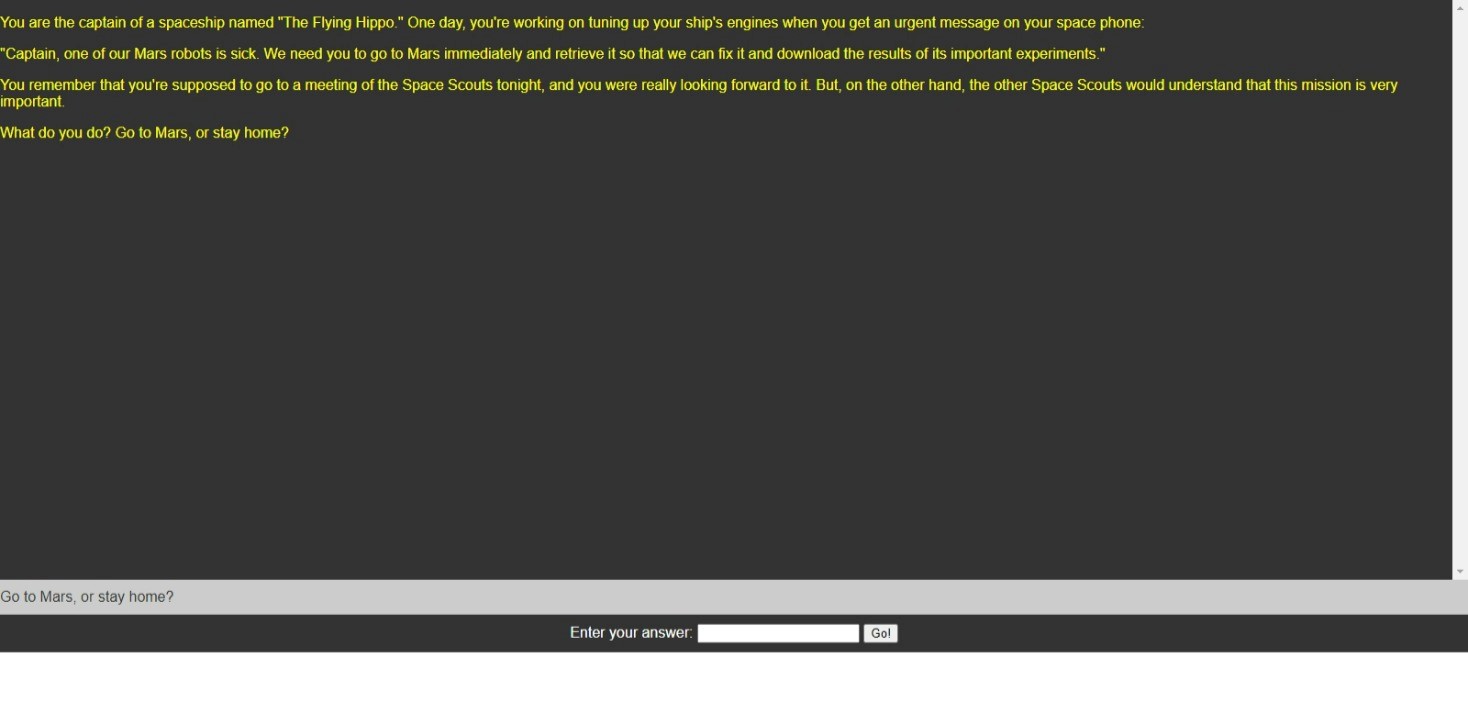 You are the captain of a spaceship named "The Flying Hippo." One day, you're working on tuning up your ship's engines when you get an urgent message on your space phone:
"Captain, one of our Mars robots is sick. We need you to go to Mars immediately and retrieve it so that we can fix it and download the results of its important experiments."
You remember that you're supposed to go to a meeting of the Space Scouts tonight, and you were really looking forward to it. But, on the other hand, the other Space Scouts would understand that this mission is very
important.
What do you do? Go to Mars, or stay home?
Go to Mars, or stay home?
Enter your answer: Go!